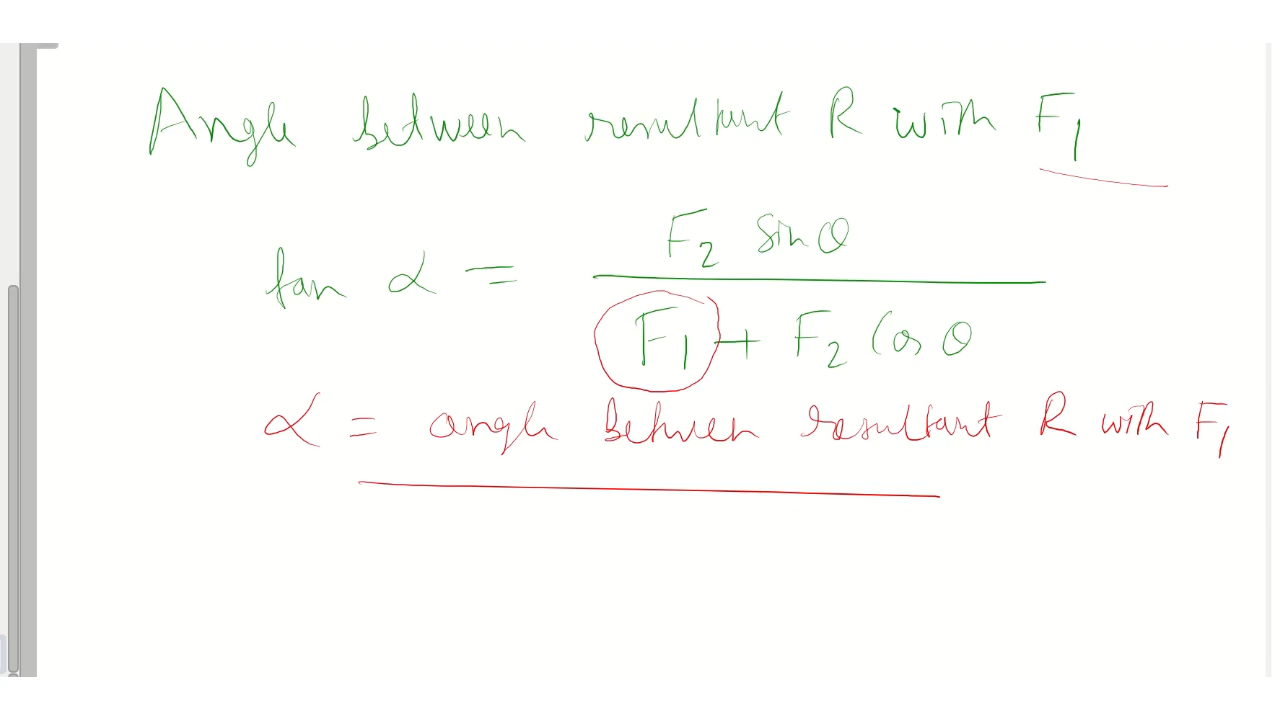 Angle between resultant R with F₁
tan α = F₂ sin θ
F₁ + F₂ Cos θ
α = angle between resultant R with F₁